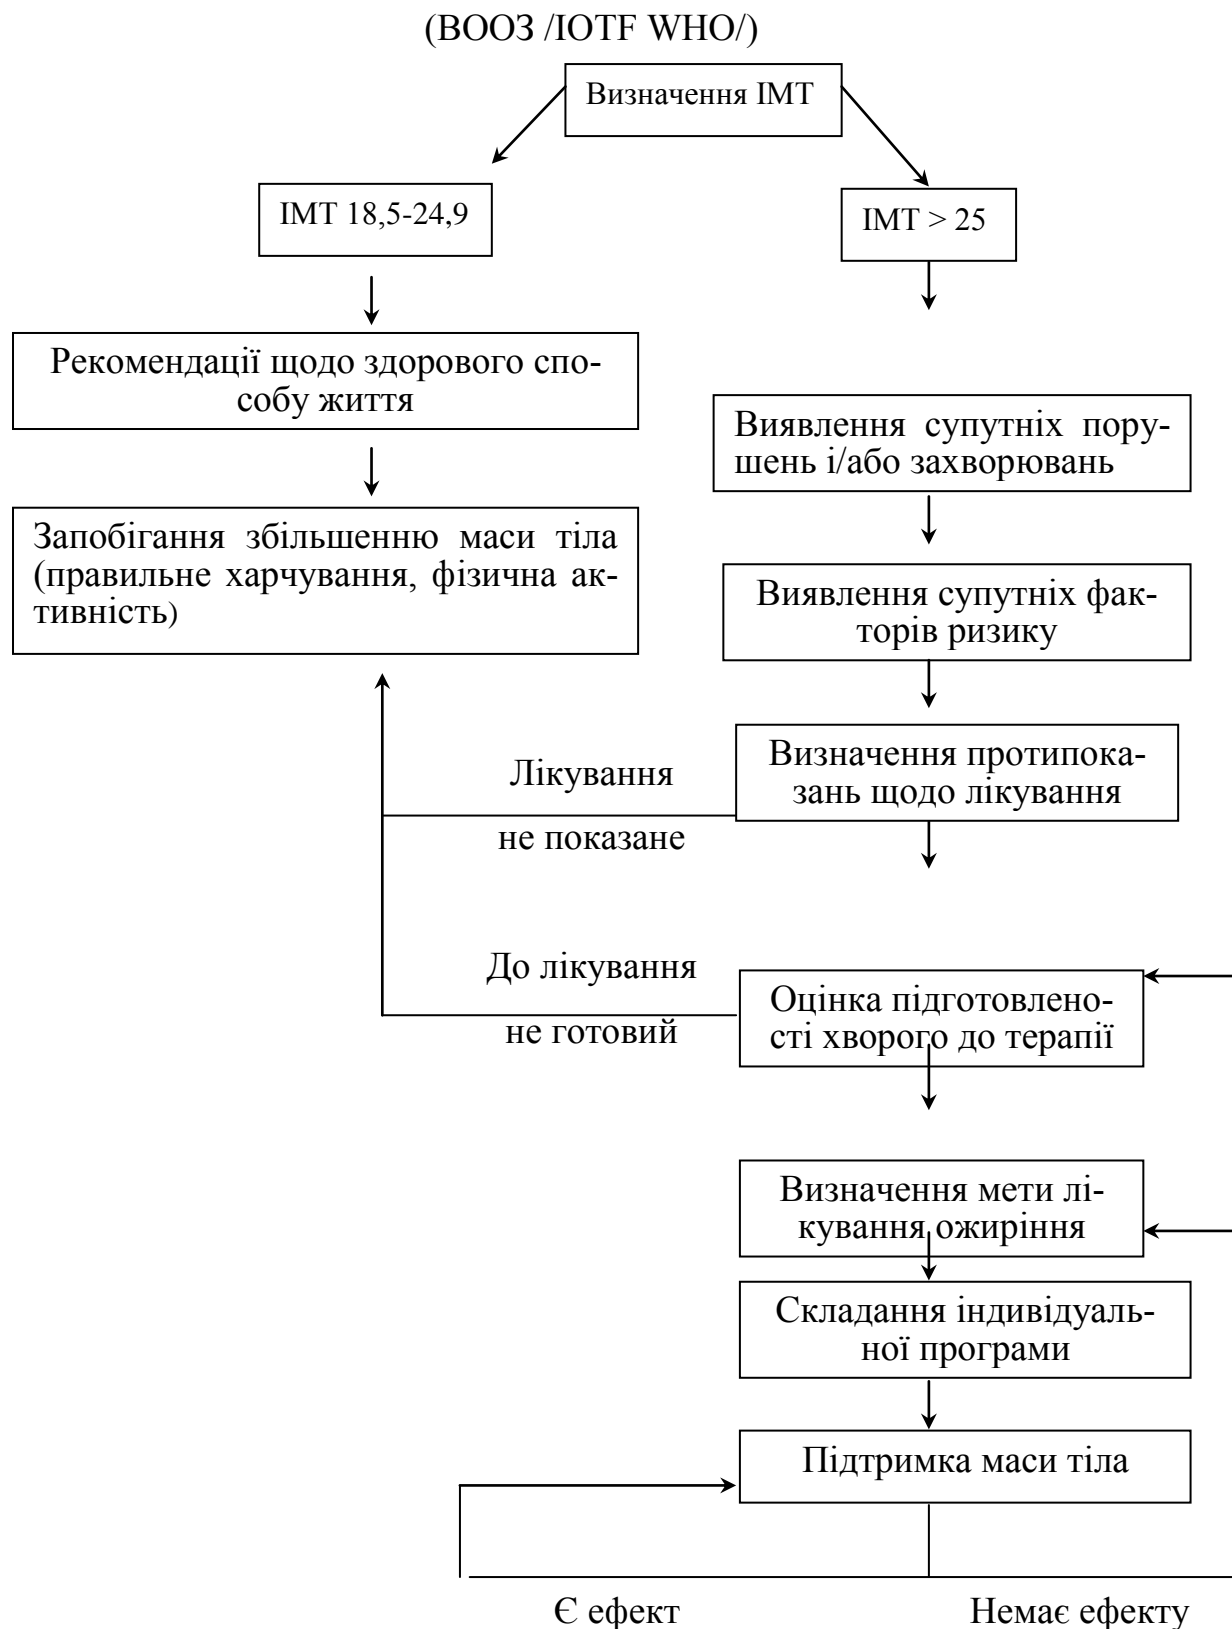 (ВООЗ /IOTF WHO/)
Визначення ІМТ
ІМТ 18,5-24,9
ІМТ > 25
Рекомендації щодо здорового спо-
собу життя
Виявлення супутніх пору-
шень і/або захворювань
Запобігання збільшенню маси тіла
(правильне харчування, фізична ак-
тивність)
Виявлення супутніх фак-
торів ризику
Визначення протипока-
зань щодо лікування
Лікування
не показане
До лікування
не готовий
Оцінка підготовлено-
сті хворого до терапії
Визначення мети лі-
кування ожиріння
Складання індивідуаль-
ної програми
Підтримка маси тіла
Є ефект
Немає ефекту